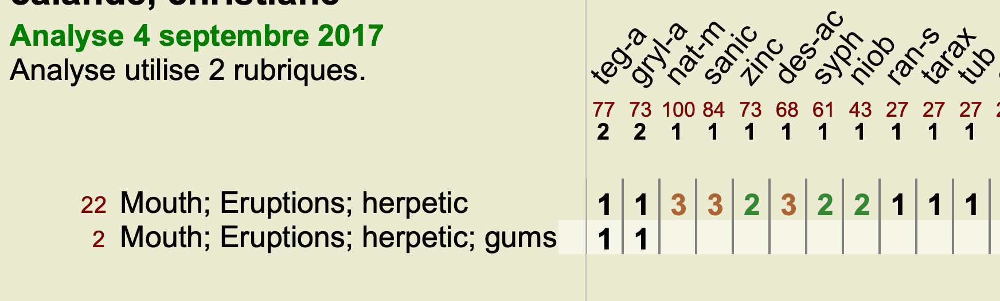 Analyse 4 septembre 2017
Analyse utilise 2 rubriques.
teg-a gryl-a nat-m sanic zinc des-ac syph niob ran-s tarax tub
77 73 100 84 73 68 61 43 27 27 27
2 2 1 1 1 1 1 1 1 1 1
22 Mouth; Eruptions; herpetic 1 1 3 3 2 3 2 2 1 1 1
2 Mouth; Eruptions; herpetic; gums 1 1